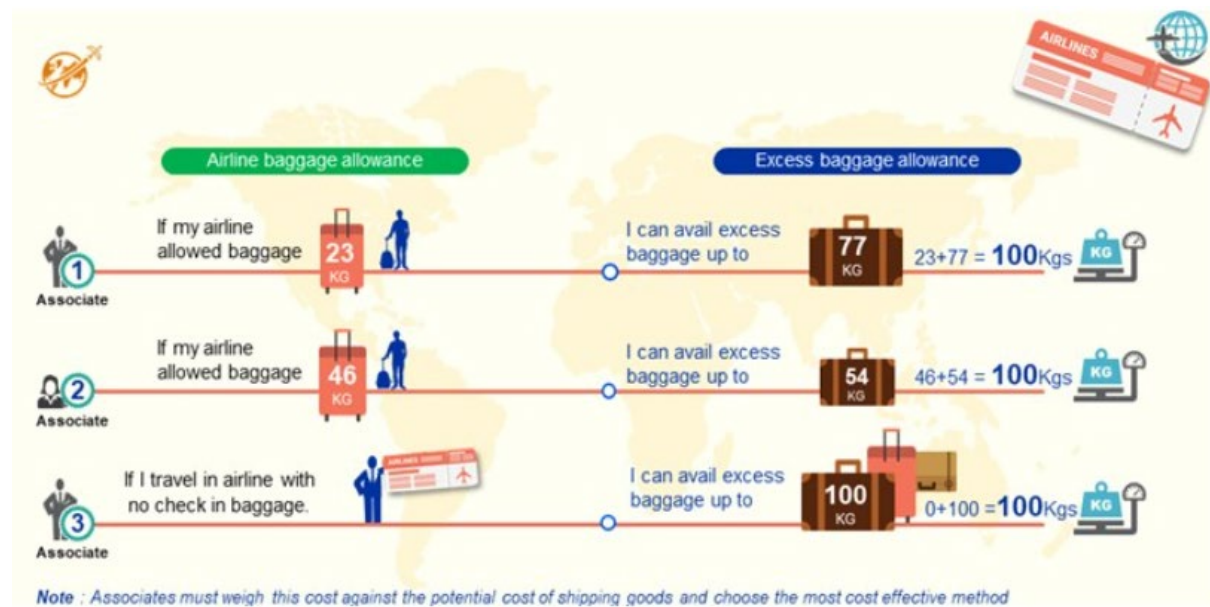 AIRLINES
Airline baggage allowance
Excess baggage allowance
If my airline
allowed baggage
23
KG
I can avail excess
baggage up to
77
KG
23+77 = 100Kgs
KG
1
Associate
If my airline
allowed baggage
46
KG
I can avail excess
baggage up to
54
KG
46+54 = 100Kgs
KG
2
Associate
If I travel in airline with
no check in baggage.
AIRLINES
I can avail excess
baggage up to
100
KG
0+100 =100Kgs
KG
3
Associate
Note : Associates must weigh this cost against the potential cost of shipping goods and choose the most cost effective method